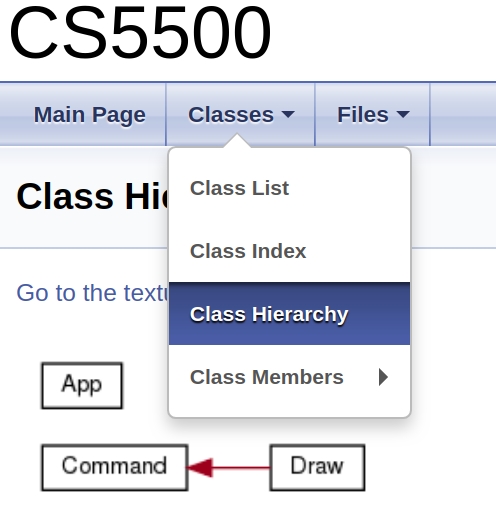 CS5500
Main Page Classes Files
Class List
Class Hie
Class Index
Go to the textu
Class Hierarchy
Class Members
App
Command Draw